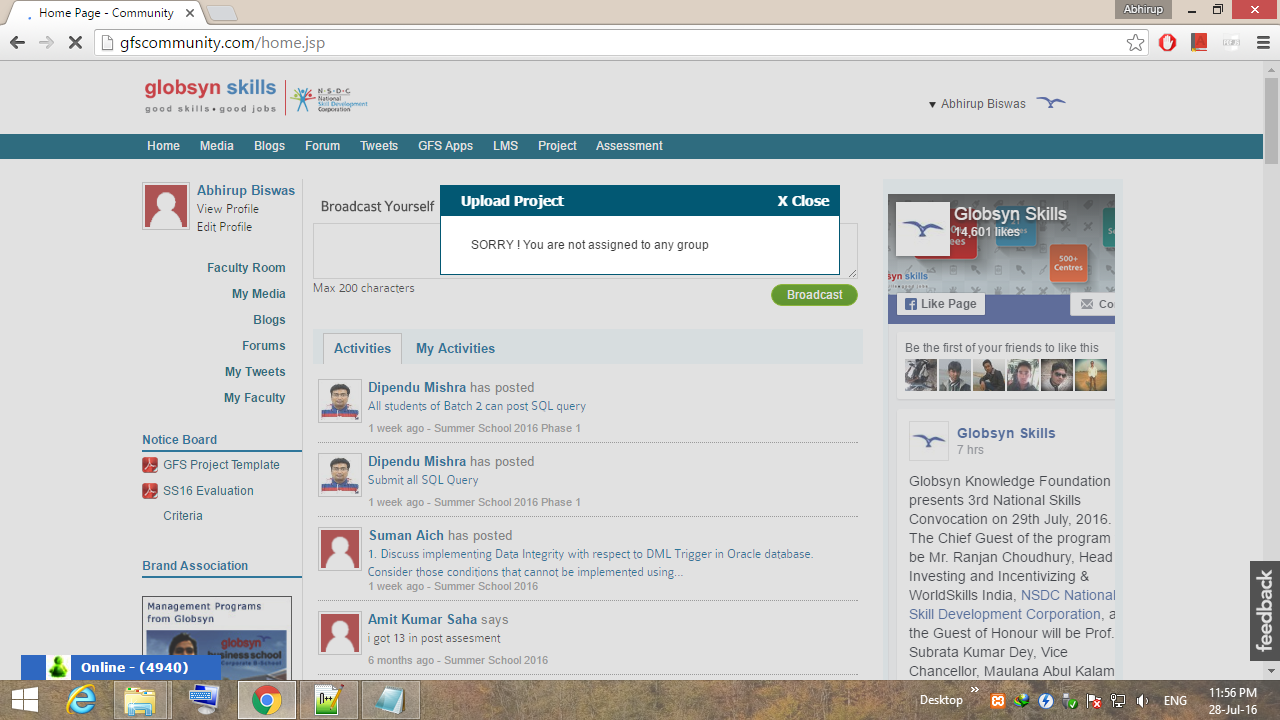 Home Page - Community
Abhirup
gfscommunity.com/home.jsp
globsyn skills
good skills • good jobs
N·S·D·C
National
Skill Development
Corporation
Abhirup Biswas
Home Media Blogs Forum Tweets GFS Apps LMS Project Assessment
Abhirup Biswas
View Profile
Edit Profile
Faculty Room
My Media
Blogs
Forums
My Tweets
My Faculty
Notice Board
GFS Project Template
SS16 Evaluation
Criteria
Brand Association
Management Programs
from Globsyn
globsyn
business school
Corporate B-School
Online - (4940)
Broadcast Yourself
Upload Project X Close
SORRY ! You are not assigned to any group
Max 200 characters
Broadcast
Activities My Activities
Dipendu Mishra has posted
All students of Batch 2 can post SQL query
1 week ago - Summer School 2016 Phase 1
Dipendu Mishra has posted
Submit all SQL Query
1 week ago - Summer School 2016 Phase 1
Suman Aich has posted
1. Discuss implementing Data Integrity with respect to DML Trigger in Oracle database.
Consider those conditions that cannot be implemented using...
1 week ago - Summer School 2016
Amit Kumar Saha says
i got 13 in post assesment
6 months ago - Summer School 2016
Globsyn Skills
14,601 likes
500+
Centres
skills
Like Page
Co
Be the first of your friends to like this
Globsyn Skills
7 hrs
Globsyn Knowledge Foundation
presents 3rd National Skills
Convocation on 29th July, 2016.
The Chief Guest of the program
be Mr. Ranjan Choudhury, Head
Investing and Incentivizing &
WorldSkills India, NSDC National
Skill Development Corporation, a
the Guest of Honour will be Prof.
Subrata Kumar Dey, Vice
Chancellor, Maulana Abul Kalam
feedback
Desktop
ENG
11:56 PM
28-Jul-16